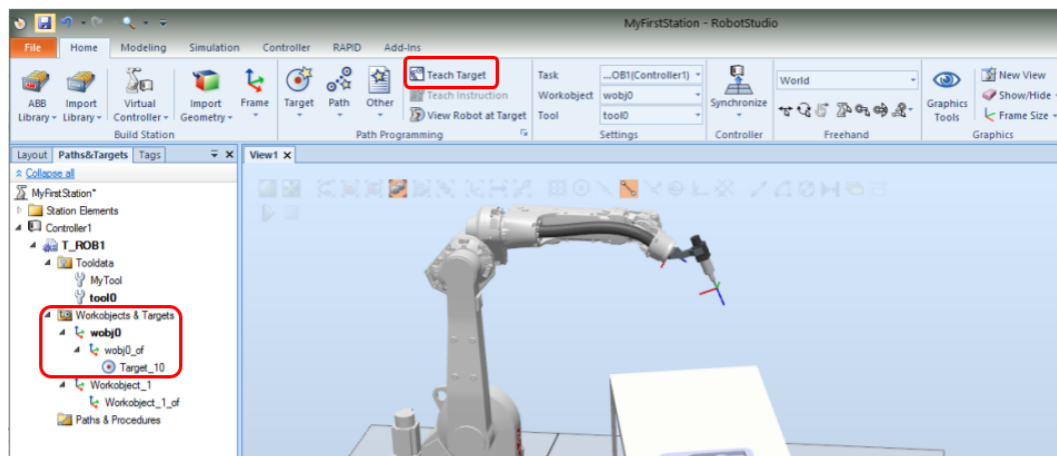 MyFirstStation - RobotStudio
File Home Modeling Simulation Controller RAPID Add-Ins
ABB Library
Import Library
Virtual Controller
Import Geometry
Frame
Build Station
Target
Path
Other
Teach Target
Teach Instruction
View Robot at Target
Path Programming
Task ...OB1(Controller1)
Workobject wobj0
Tool tool0
Settings
Synchronize
Controller
World
Freehand
Graphics Tools
New View
Show/Hide
Frame Size
Graphics
Layout Paths&Targets Tags
View1
Collapse all
MyFirstStation*
Station Elements
Controller1
T_ROB1
Tooldata
MyTool
tool0
Workobjects & Targets
wobj0
wobj0_of
Target_10
Workobject_1
Workobject_1_of
Paths & Procedures